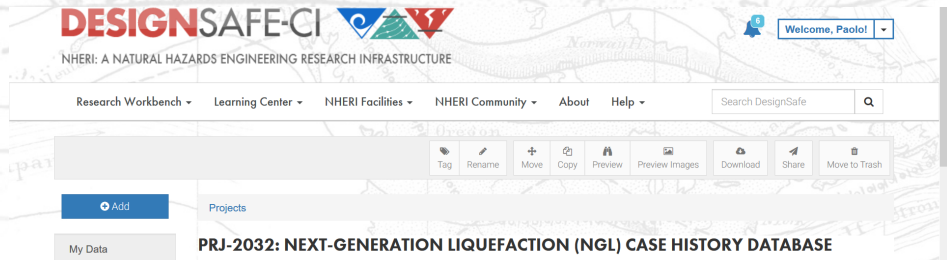 DESIGNSAFE-CI
6
Welcome, Paolo!
NHERI: A NATURAL HAZARDS ENGINEERING RESEARCH INFRASTRUCTURE
Norway H.
Research Workbench Learning Center NHERI Facilities NHERI Community About Help Search DesignSafe
Oregon
Tag Rename Move Copy Preview Preview Images Download Share Move to Trash
Add
Projects
My Data
PRJ-2032: NEXT-GENERATION LIQUEFACTION (NGL) CASE HISTORY DATABASE